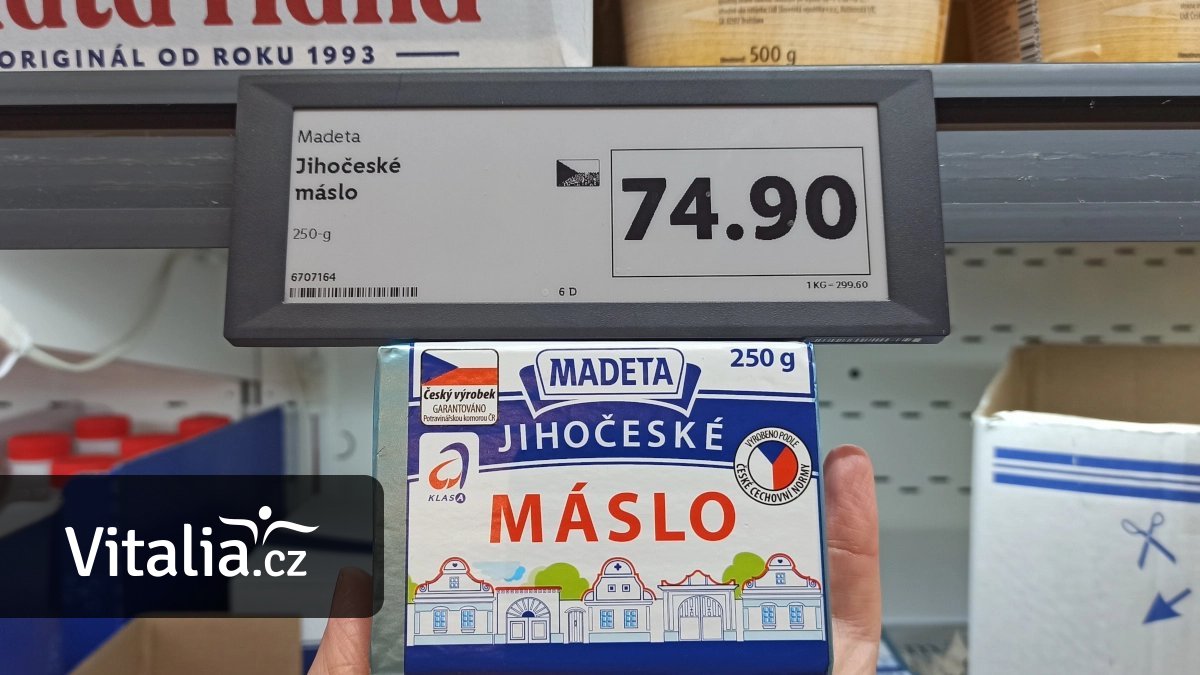 ORIGINÁL OD ROKU 1993
500 g
Madeta
Jihočeské
máslo
250-g
6707164
6 D
74.90
1 KG = 299.60
Český výrobek
GARANTOVÁNO
Potravinářskou komorou ČR
MADETA
250 g
JIHOČESKÉ
KLASA
VYROBENO PODLE
ČESKÉ CECHOVNÍ NORMY
MÁSLO
Vitalia.cz